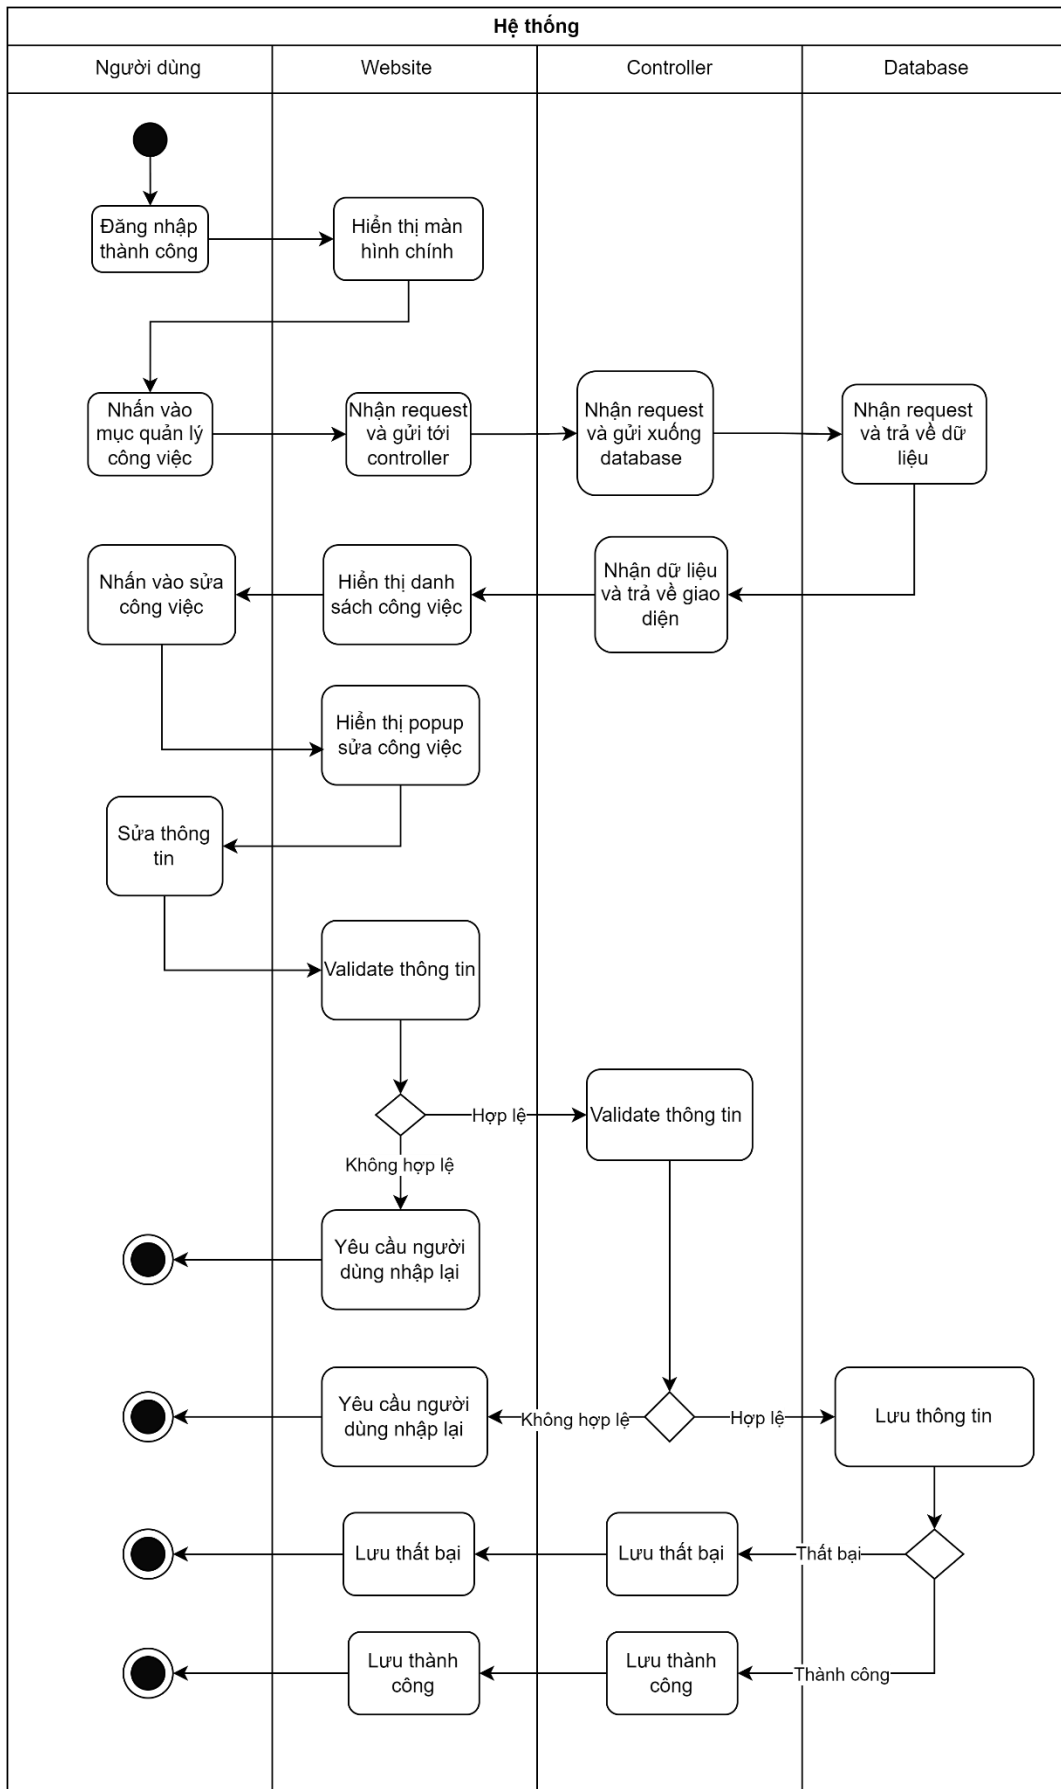 Hệ thống
Người dùng
Website
Controller
Database
Đăng nhập
thành công
Hiển thị màn
hình chính
Nhấn vào
mục quản lý
công việc
Nhận request
và gửi tới
controller
Nhận request
và gửi xuống
database
Nhận request
và trả về dữ
liệu
Nhấn vào sửa
công việc
Hiển thị danh
sách công việc
Nhận dữ liệu
và trả về giao
diện
Hiển thị popup
sửa công việc
Sửa thông
tin
Validate thông tin
Hợp lệ
Validate thông tin
Không hợp lệ
Yêu cầu người
dùng nhập lại
Yêu cầu người
dùng nhập lại
Không hợp lệ
Hợp lệ
Lưu thông tin
Lưu thất bại
Lưu thất bại
Thất bại
Lưu thành
công
Lưu thành
công
Thành công